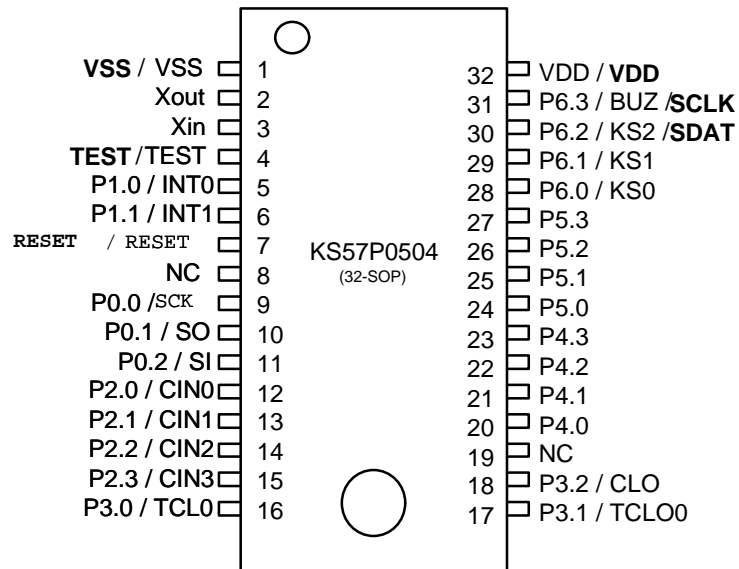 VSS / VSS 1
Xout 2
Xin 3
TEST /TEST 4
P1.0 / INT0 5
P1.1 / INT1 6
RESET / RESET 7
NC 8
P0.0 /SCK 9
P0.1 / SO 10
P0.2 / SI 11
P2.0 / CIN0 12
P2.1 / CIN1 13
P2.2 / CIN2 14
P2.3 / CIN3 15
P3.0 / TCL0 16
KS57P0504
(32-SOP)
32 VDD / VDD
31 P6.3 / BUZ /SCLK
30 P6.2 / KS2 /SDAT
29 P6.1 / KS1
28 P6.0 / KS0
27 P5.3
26 P5.2
25 P5.1
24 P5.0
23 P4.3
22 P4.2
21 P4.1
20 P4.0
19 NC
18 P3.2 / CLO
17 P3.1 / TCLO0